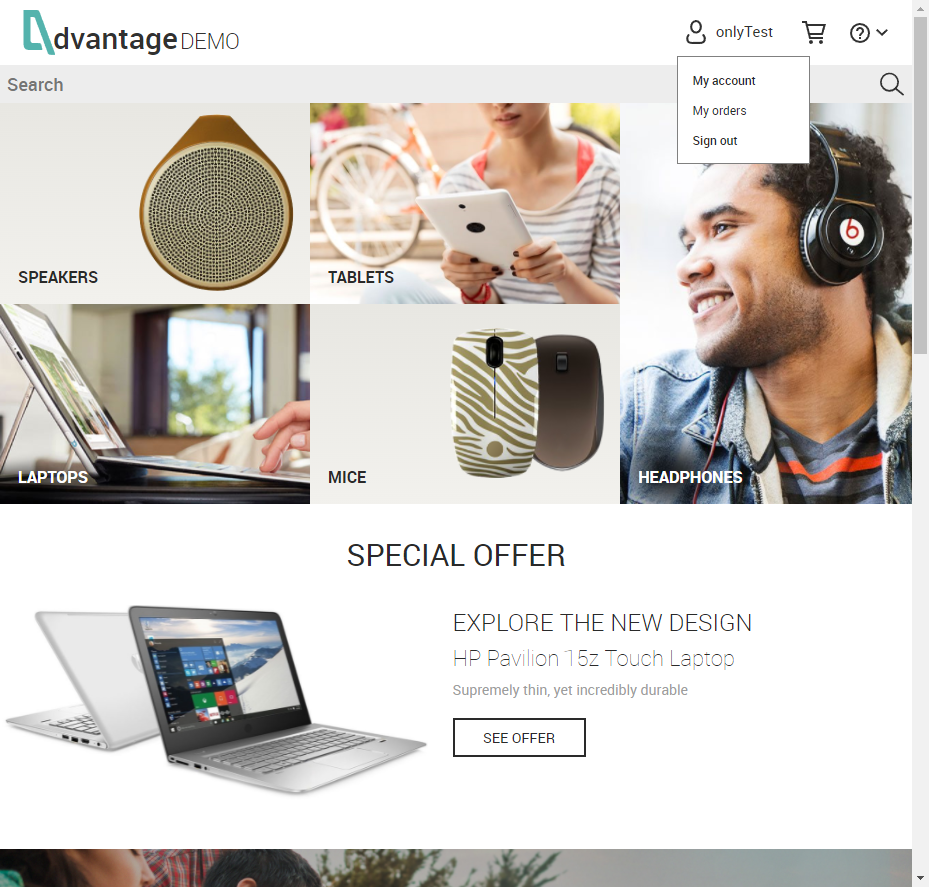 dvantage DEMO
onlyTest
Search
My account
My orders
Sign out
SPEAKERS
TABLETS
LAPTOPS
MICE
HEADPHONES
SPECIAL OFFER
EXPLORE THE NEW DESIGN
HP Pavilion 15z Touch Laptop
Supremely thin, yet incredibly durable
SEE OFFER